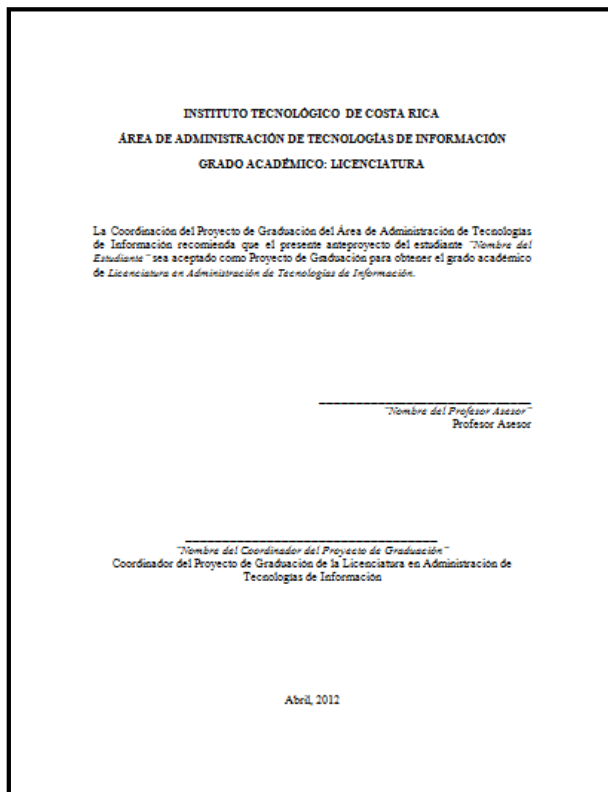 INSTITUTO TECNOLÓGICO DE COSTA RICA
ÁREA DE ADMINISTRACIÓN DE TECNOLOGÍAS DE INFORMACIÓN
GRADO ACADÉMICO: LICENCIATURA
La Coordinación del Proyecto de Graduación del Área de Administración de Tecnologías
de Información recomienda que el presente anteproyecto del estudiante "Nombre del
Estudiante" sea aceptado como Proyecto de Graduación para obtener el grado académico
de Licenciatura en Administración de Tecnologías de Información.
"Nombre del Profesor Asesor"
Profesor Asesor
"Nombre del Coordinador del Proyecto de Graduación"
Coordinador del Proyecto de Graduación de la Licenciatura en Administración de
Tecnologías de Información
Abril, 2012